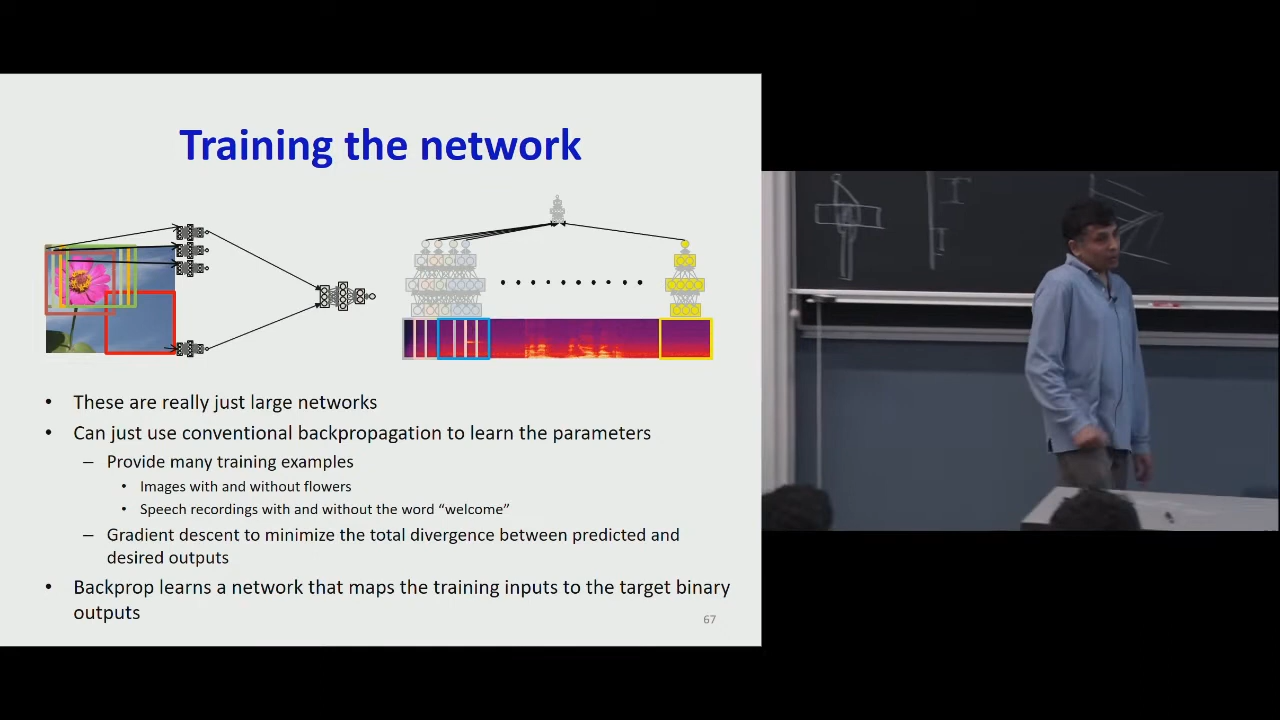 Training the network
• These are really just large networks
• Can just use conventional backpropagation to learn the parameters
– Provide many training examples
• Images with and without flowers
• Speech recordings with and without the word “welcome”
– Gradient descent to minimize the total divergence between predicted and
desired outputs
• Backprop learns a network that maps the training inputs to the target binary
outputs
67